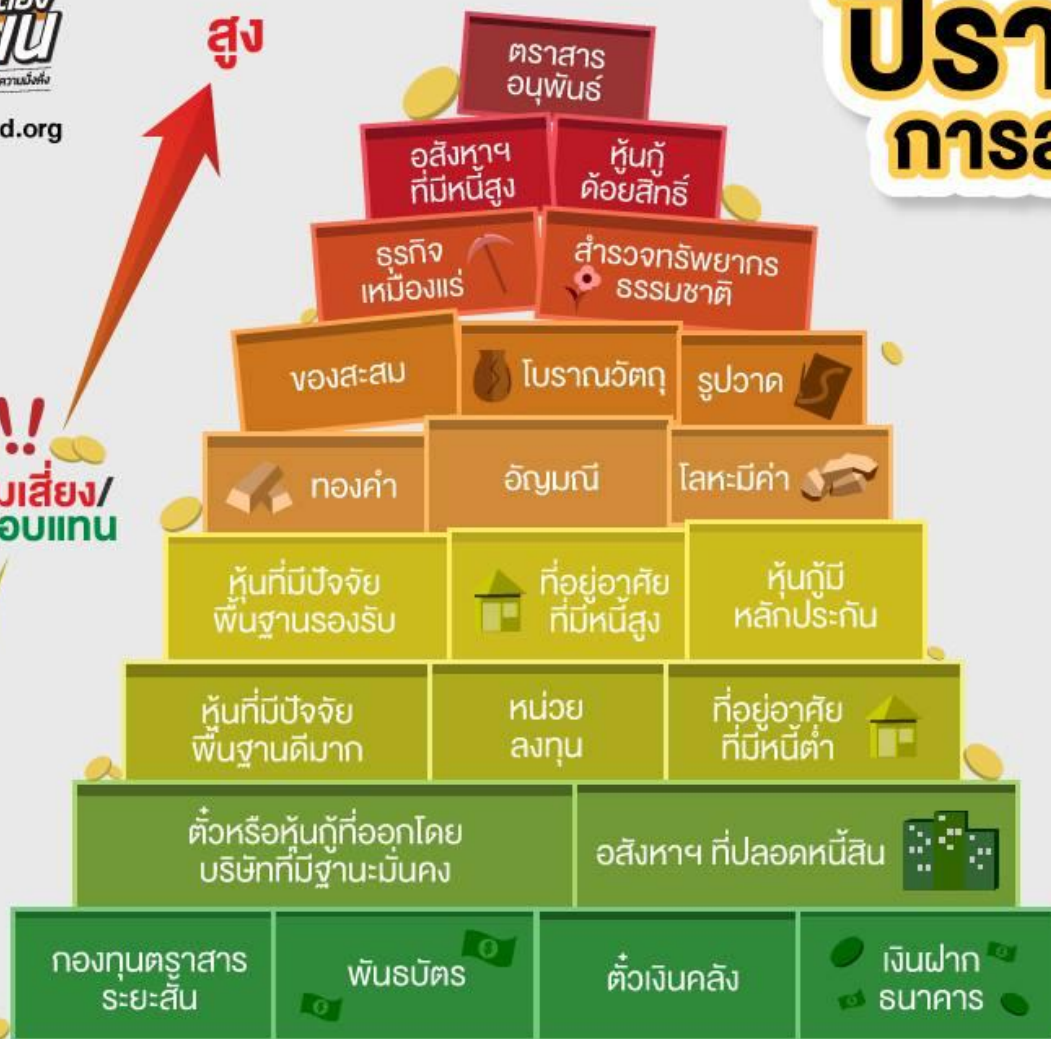 สูง
d.org
ตราสาร
อนุพันธ์
อสังหาฯ
ที่มีหนี้สูง
หุ้นกู้
ด้อยสิทธิ์
ธุรกิจ
เหมืองแร่
สำรวจทรัพยากร
ธรรมชาติ
ของสะสม
โบราณวัตถุ
รูปวาด
!!
มเสี่ยง/
อบแทน
ทองคำ
อัญมณี
โลหะมีค่า
หุ้นที่มีปัจจัย
พื้นฐานรองรับ
ที่อยู่อาศัย
ที่มีหนี้สูง
หุ้นกู้มี
หลักประกัน
หุ้นที่มีปัจจัย
พื้นฐานดีมาก
หน่วย
ลงทุน
ที่อยู่อาศัย
ที่มีหนี้ต่ำ
ตั๋วหรือหุ้นกู้ที่ออกโดย
บริษัทที่มีฐานะมั่นคง
อสังหาฯ ที่ปลอดหนี้สิน
กองทุนตราสาร
ระยะสั้น
พันธบัตร
ตั๋วเงินคลัง
เงินฝาก
ธนาคาร